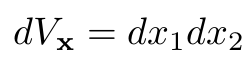 $dV_{\mathbf{x}} = dx_1 dx_2$